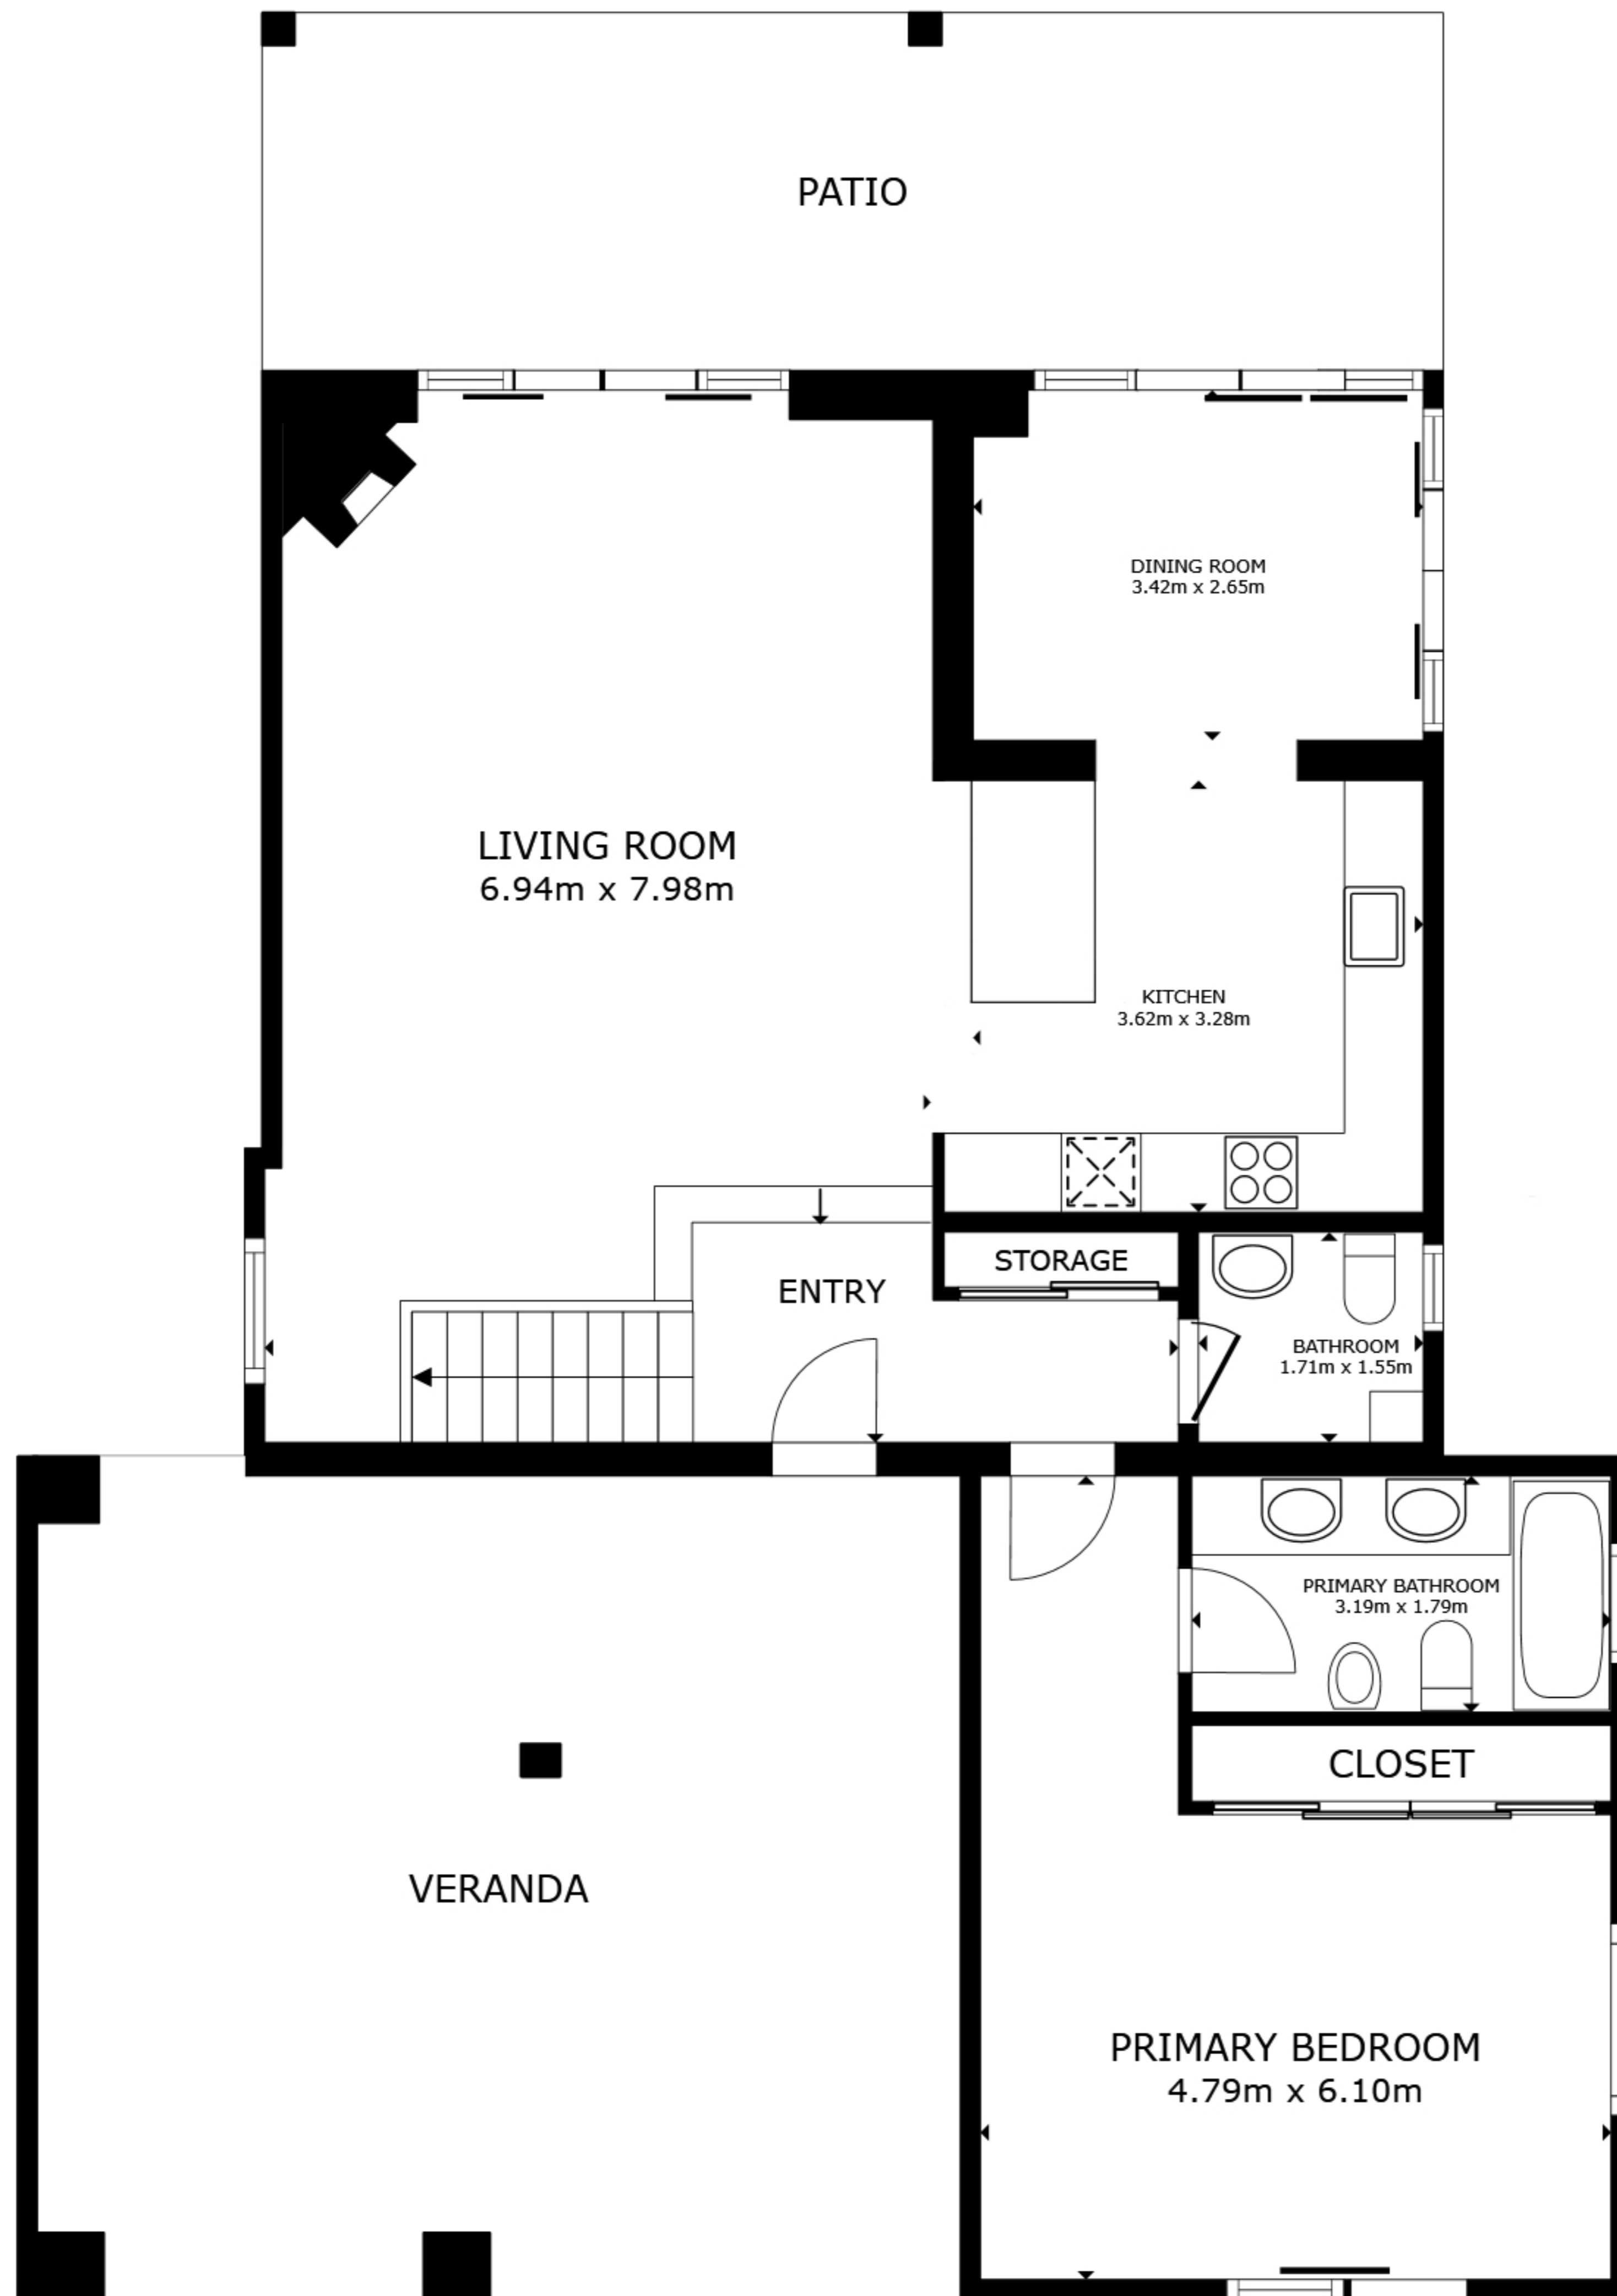 PATIO
DINING ROOM
3.42m x 2.65m
LIVING ROOM
6.94m x 7.98m
KITCHEN
3.62m x 3.28m
STORAGE
ENTRY
BATHROOM
1.71m x 1.55m
PRIMARY BATHROOM
3.19m x 1.79m
CLOSET
VERANDA
PRIMARY BEDROOM
4.79m x 6.10m